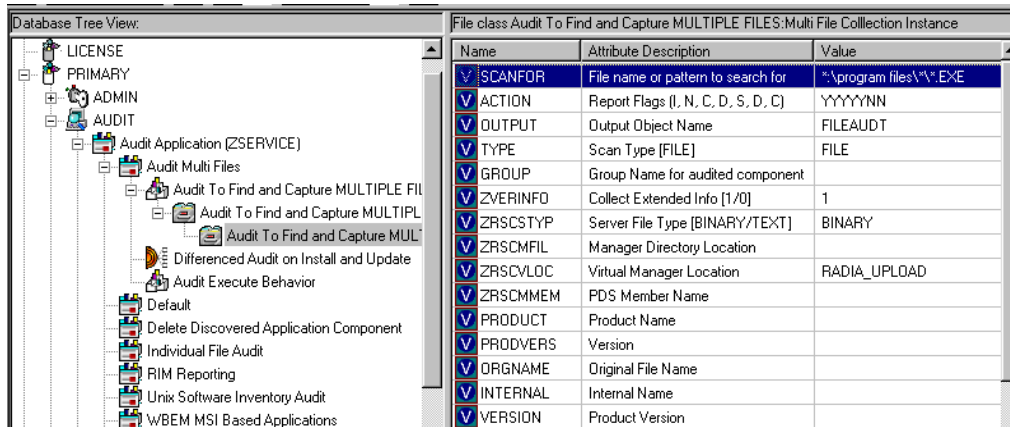 Database Tree View:
LICENSE
PRIMARY
ADMIN
AUDIT
Audit Application (ZSERVICE)
Audit Multi Files
Audit To Find and Capture MULTIPLE FIL
Audit To Find and Capture MULTIPL
Audit To Find and Capture MUL
Differenced Audit on Install and Update
Audit Execute Behavior
Default
Delete Discovered Application Component
Individual File Audit
RIM Reporting
Unix Software Inventory Audit
WBEM MSI Based Applications
File class Audit To Find and Capture MULTIPLE FILES:Multi File Colllection Instance
Name Attribute Description Value
V SCANFOR File name or pattern to search for *:\program files\*\*.EXE
V ACTION Report Flags (I, N, C, D, S, D, C) YYYYYNN
V OUTPUT Output Object Name FILEAUDT
V TYPE Scan Type [FILE] FILE
V GROUP Group Name for audited component
V ZVERINFO Collect Extended Info [1/0] 1
V ZRSCSTYP Server File Type [BINARY/TEXT] BINARY
V ZRSCMFIL Manager Directory Location
V ZRSCVLOC Virtual Manager Location RADIA_UPLOAD
V ZRSCMMEM PDS Member Name
V PRODUCT Product Name
V PRODVERS Version
V ORGNAME Original File Name
V INTERNAL Internal Name
V VERSION Product Version